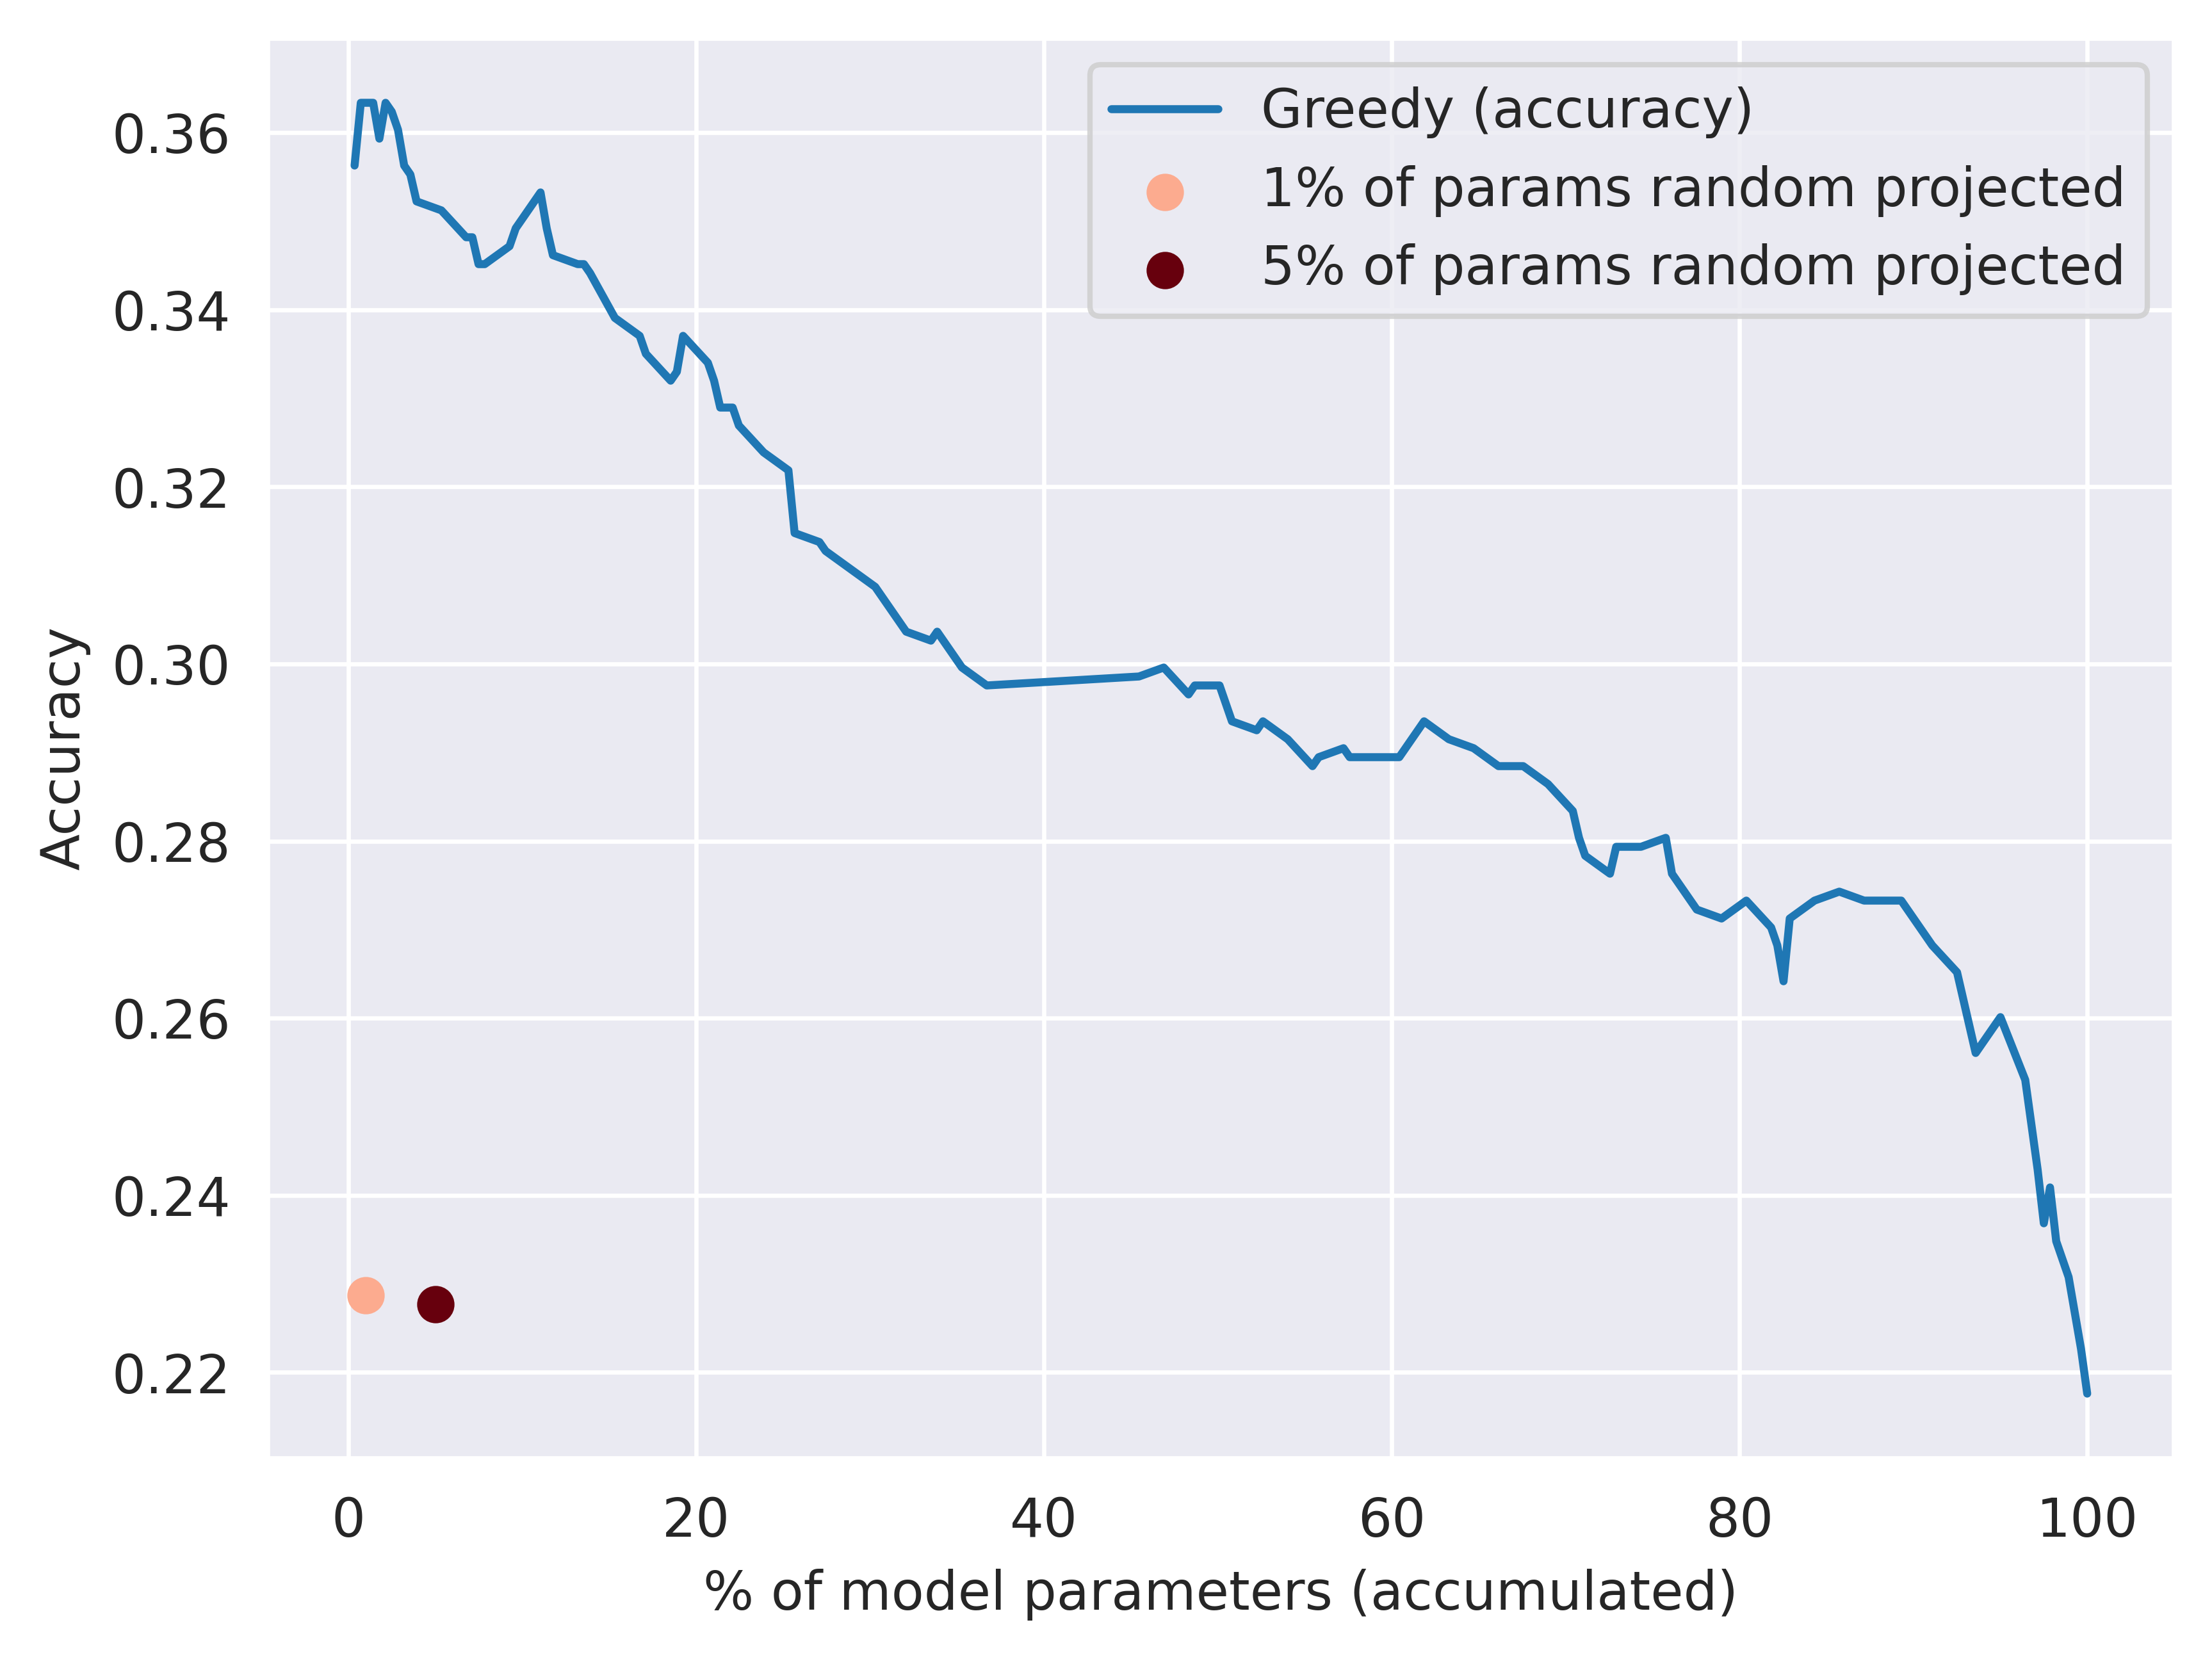 Greedy (accuracy)
1% of params random projected
5% of params random projected
0.36
0.34
0.32
0.30
0.28
0.26
0.24
0.22
Accuracy
0 20 40 60 80 100
% of model parameters (accumulated)